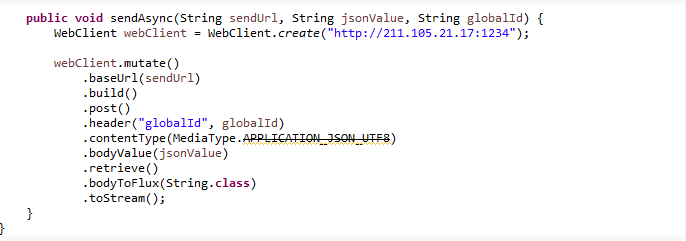 public void sendAsync(String sendUrl, String jsonValue, String globalId) {
WebClient webClient = WebClient.create("http://211.105.21.17:1234");
webClient.mutate()
.baseUrl(sendUrl)
.build()
.post()
.header("globalId", globalId)
.contentType(MediaType.APPLICATION_JSON_UTF8)
.bodyValue(jsonValue)
.retrieve()
.bodyToFlux(String.class)
.toStream();
}
}